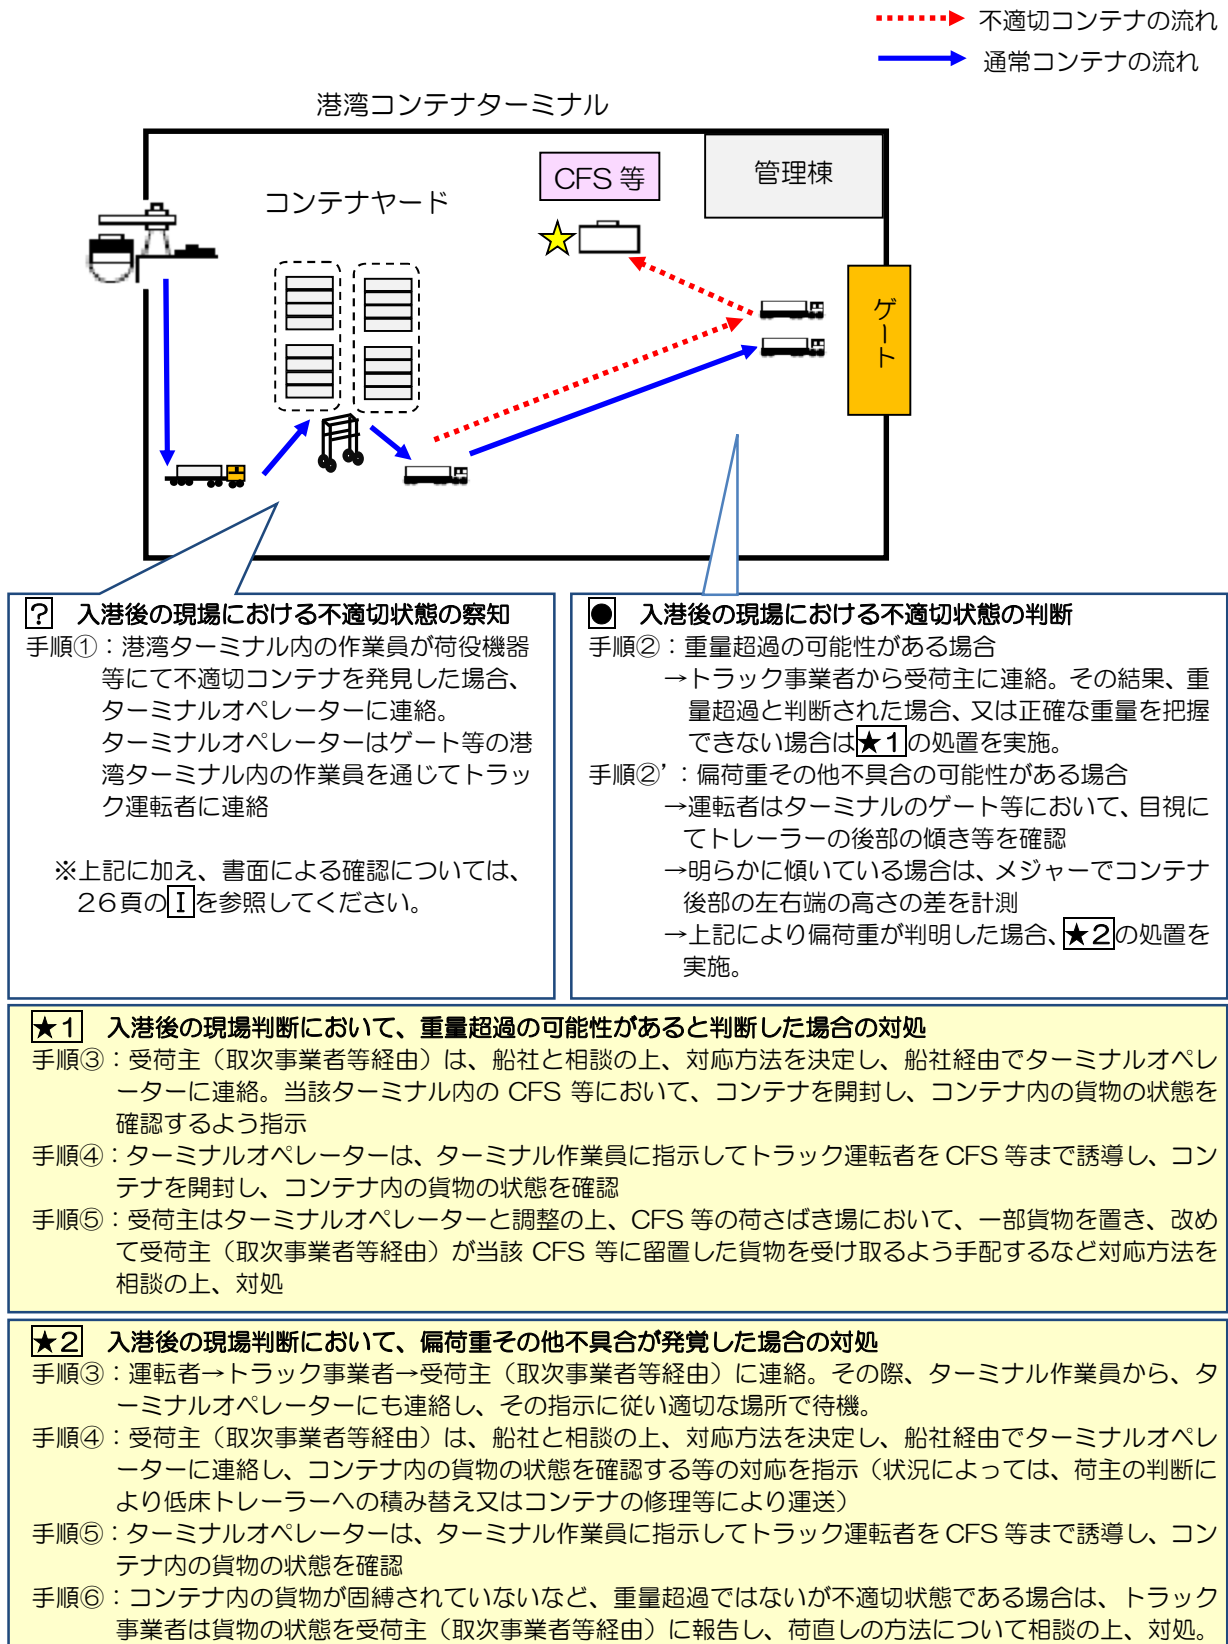 不適切コンテナの流れ
通常コンテナの流れ
港湾コンテナターミナル
CFS 等
管理棟
コンテナヤード
ゲート
? 入港後の現場における不適切状態の察知
手順①：港湾ターミナル内の作業員が荷役機器
等にて不適切コンテナを発見した場合、
ターミナルオペレーターに連絡。
ターミナルオペレーターはゲート等の港
湾ターミナル内の作業員を通じてトラッ
ク運転者に連絡
※上記に加え、書面による確認については、
26頁のⅠを参照してください。
● 入港後の現場における不適切状態の判断
手順②：重量超過の可能性がある場合
→トラック事業者から受荷主に連絡。その結果、重
量超過と判断された場合、又は正確な重量を把握
できない場合は★1の処置を実施。
手順②’：偏荷重その他不具合の可能性がある場合
→運転者はターミナルのゲート等において、目視に
てトレーラーの後部の傾き等を確認
→明らかに傾いている場合は、メジャーでコンテナ
後部の左右端の高さの差を計測
→上記により偏荷重が判明した場合、★2の処置を
実施。
★1 入港後の現場判断において、重量超過の可能性があると判断した場合の対処
手順③：受荷主（取次事業者等経由）は、船社と相談の上、対応方法を決定し、船社経由でターミナルオペレ
ーターに連絡。当該ターミナル内の CFS 等において、コンテナを開封し、コンテナ内の貨物の状態を
確認するよう指示
手順④：ターミナルオペレーターは、ターミナル作業員に指示してトラック運転者を CFS 等まで誘導し、コン
テナを開封し、コンテナ内の貨物の状態を確認
手順⑤：受荷主はターミナルオペレーターと調整の上、CFS 等の荷さばき場において、一部貨物を置き、改め
て受荷主（取次事業者等経由）が当該 CFS 等に留置した貨物を受け取るよう手配するなど対応方法を
相談の上、対処
★2 入港後の現場判断において、偏荷重その他不具合が発覚した場合の対処
手順③：運転者→トラック事業者→受荷主（取次事業者等経由）に連絡。その際、ターミナル作業員から、タ
ーミナルオペレーターにも連絡し、その指示に従い適切な場所で待機。
手順④：受荷主（取次事業者等経由）は、船社と相談の上、対応方法を決定し、船社経由でターミナルオペレ
ーターに連絡し、コンテナ内の貨物の状態を確認する等の対応を指示（状況によっては、荷主の判断に
より低床トレーラーへの積み替え又はコンテナの修理等により運送）
手順⑤：ターミナルオペレーターは、ターミナル作業員に指示してトラック運転者を CFS 等まで誘導し、コン
テナ内の貨物の状態を確認
手順⑥：コンテナ内の貨物が固縛されていないなど、重量超過ではないが不適切状態である場合は、トラック
事業者は貨物の状態を受荷主（取次事業者等経由）に報告し、荷直しの方法について相談の上、対処。